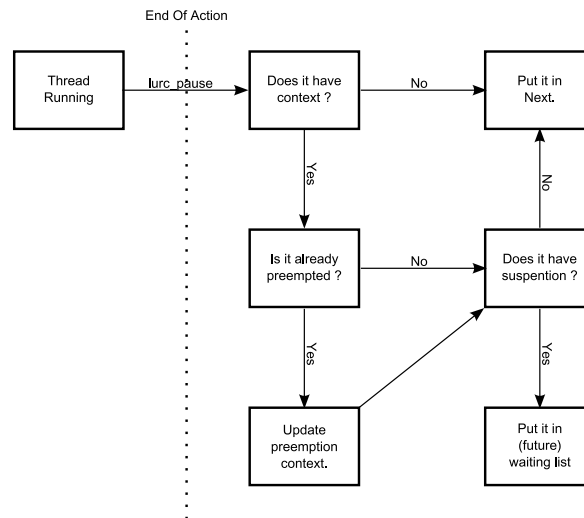 End Of Action
Thread
Running
lurc_pause
Does it have
context ?
No
Put it in
Next.
Yes
No
Is it already
preempted ?
No
Does it have
suspention ?
Yes
Yes
Update
preemption
context.
Put it in
(future)
waiting list